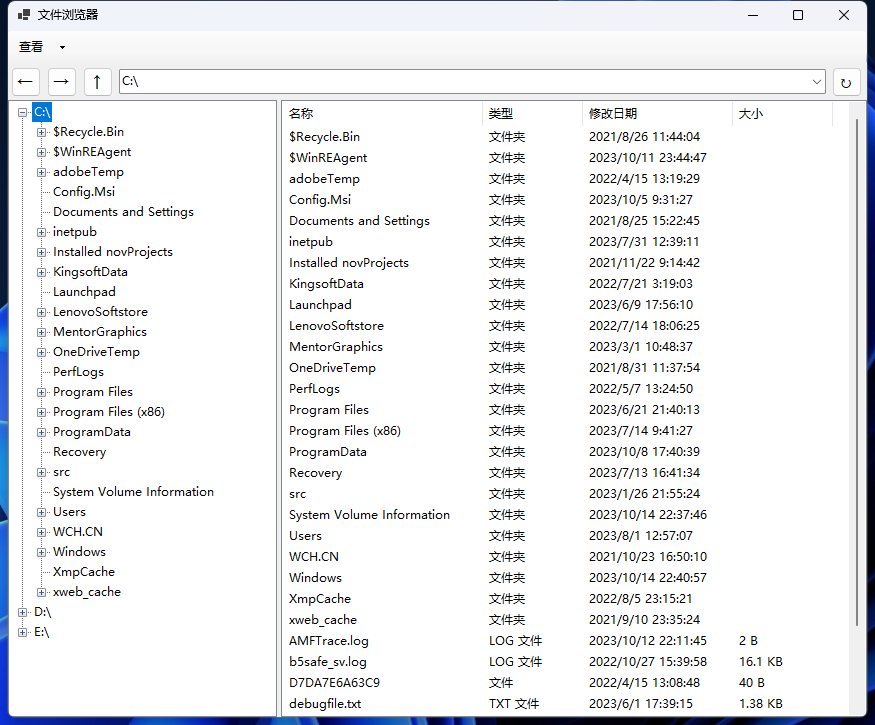 文件浏览器
查看
C:\
C:\
$Recycle.Bin
$WinREAgent
adobeTemp
Config.Msi
Documents and Settings
inetpub
Installed novProjects
KingsoftData
Launchpad
LenovoSoftstore
MentorGraphics
OneDriveTemp
PerfLogs
Program Files
Program Files (x86)
ProgramData
Recovery
src
System Volume Information
Users
WCH.CN
Windows
XmpCache
xweb_cache
D:\
E:\
名称 类型 修改日期 大小
$Recycle.Bin 文件夹 2021/8/26 11:44:04
$WinREAgent 文件夹 2023/10/11 23:44:47
adobeTemp 文件夹 2022/4/15 13:19:29
Config.Msi 文件夹 2023/10/5 9:31:27
Documents and Settings 文件夹 2021/8/25 15:22:45
inetpub 文件夹 2023/7/31 12:39:11
Installed novProjects 文件夹 2021/11/22 9:14:42
KingsoftData 文件夹 2022/7/21 3:19:03
Launchpad 文件夹 2023/6/9 17:56:10
LenovoSoftstore 文件夹 2022/7/14 18:06:25
MentorGraphics 文件夹 2023/3/1 10:48:37
OneDriveTemp 文件夹 2021/8/31 11:37:54
PerfLogs 文件夹 2022/5/7 13:24:50
Program Files 文件夹 2023/6/21 21:40:13
Program Files (x86) 文件夹 2023/7/14 9:41:27
ProgramData 文件夹 2023/10/8 17:40:39
Recovery 文件夹 2023/7/13 16:41:34
src 文件夹 2023/1/26 21:55:24
System Volume Information 文件夹 2023/10/14 22:37:46
Users 文件夹 2023/8/1 12:57:07
WCH.CN 文件夹 2021/10/23 16:50:10
Windows 文件夹 2023/10/14 22:40:57
XmpCache 文件夹 2022/8/5 23:15:21
xweb_cache 文件夹 2021/9/10 23:35:24
AMFTrace.log LOG 文件 2023/10/12 22:11:45 2 B
b5safe_sv.log LOG 文件 2022/10/27 15:39:58 16.1 KB
D7DA7E6A63C9 文件 2022/4/15 13:08:48 40 B
debugfile.txt TXT 文件 2023/6/1 17:39:15 1.38 KB